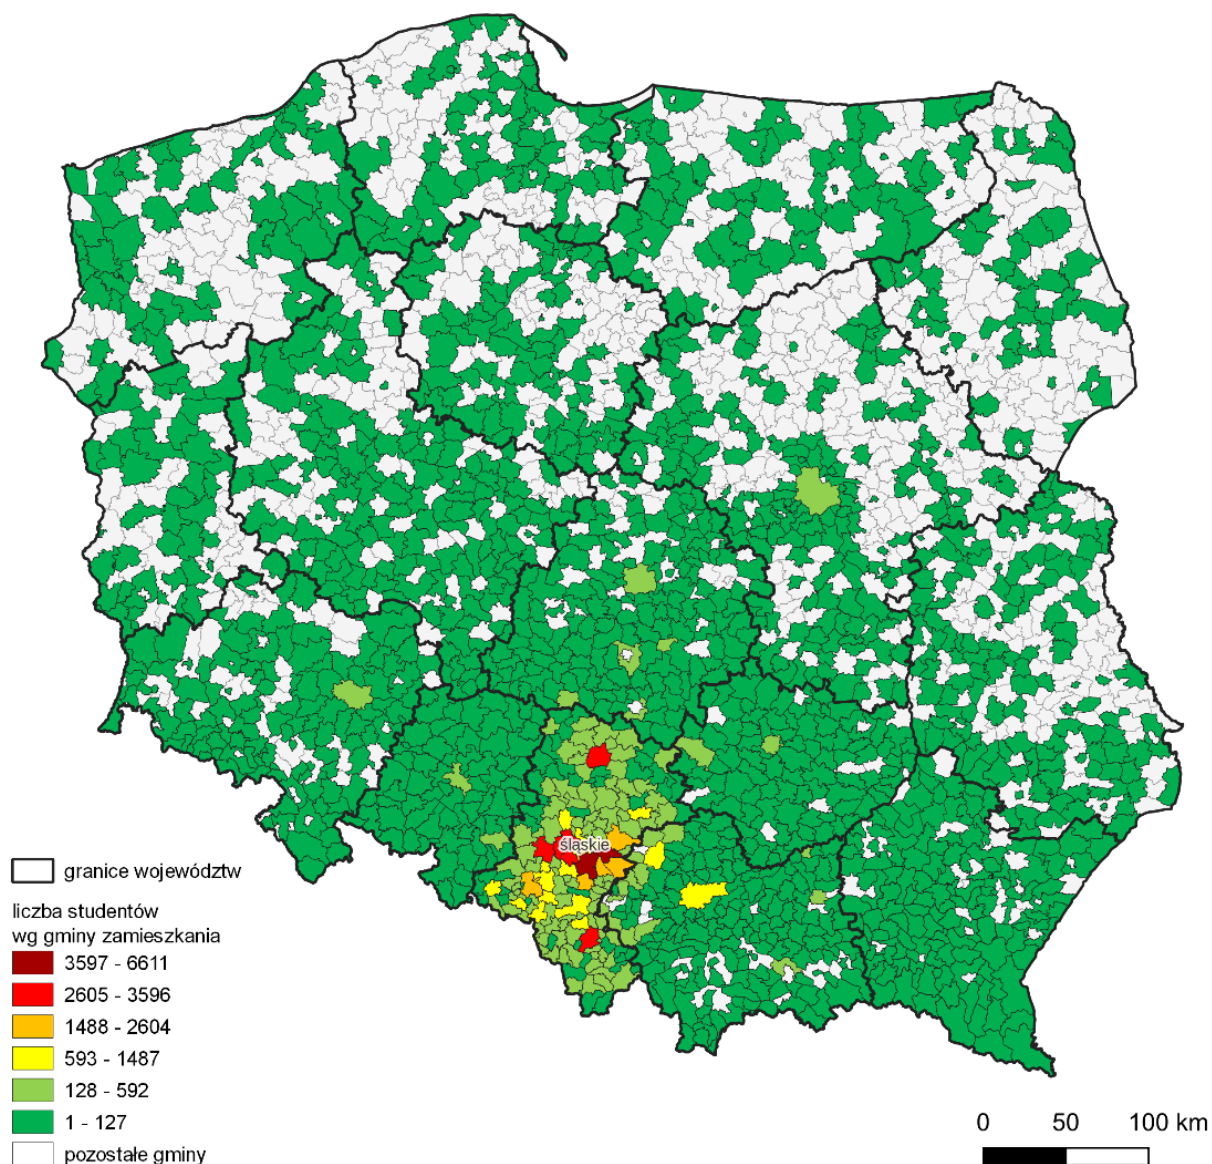 śląskie
granice województw
liczba studentów
wg gminy zamieszkania
3597 - 6611
2605 - 3596
1488 - 2604
593 - 1487
128 - 592
1 - 127
pozostałe gminy
0 50 100 km